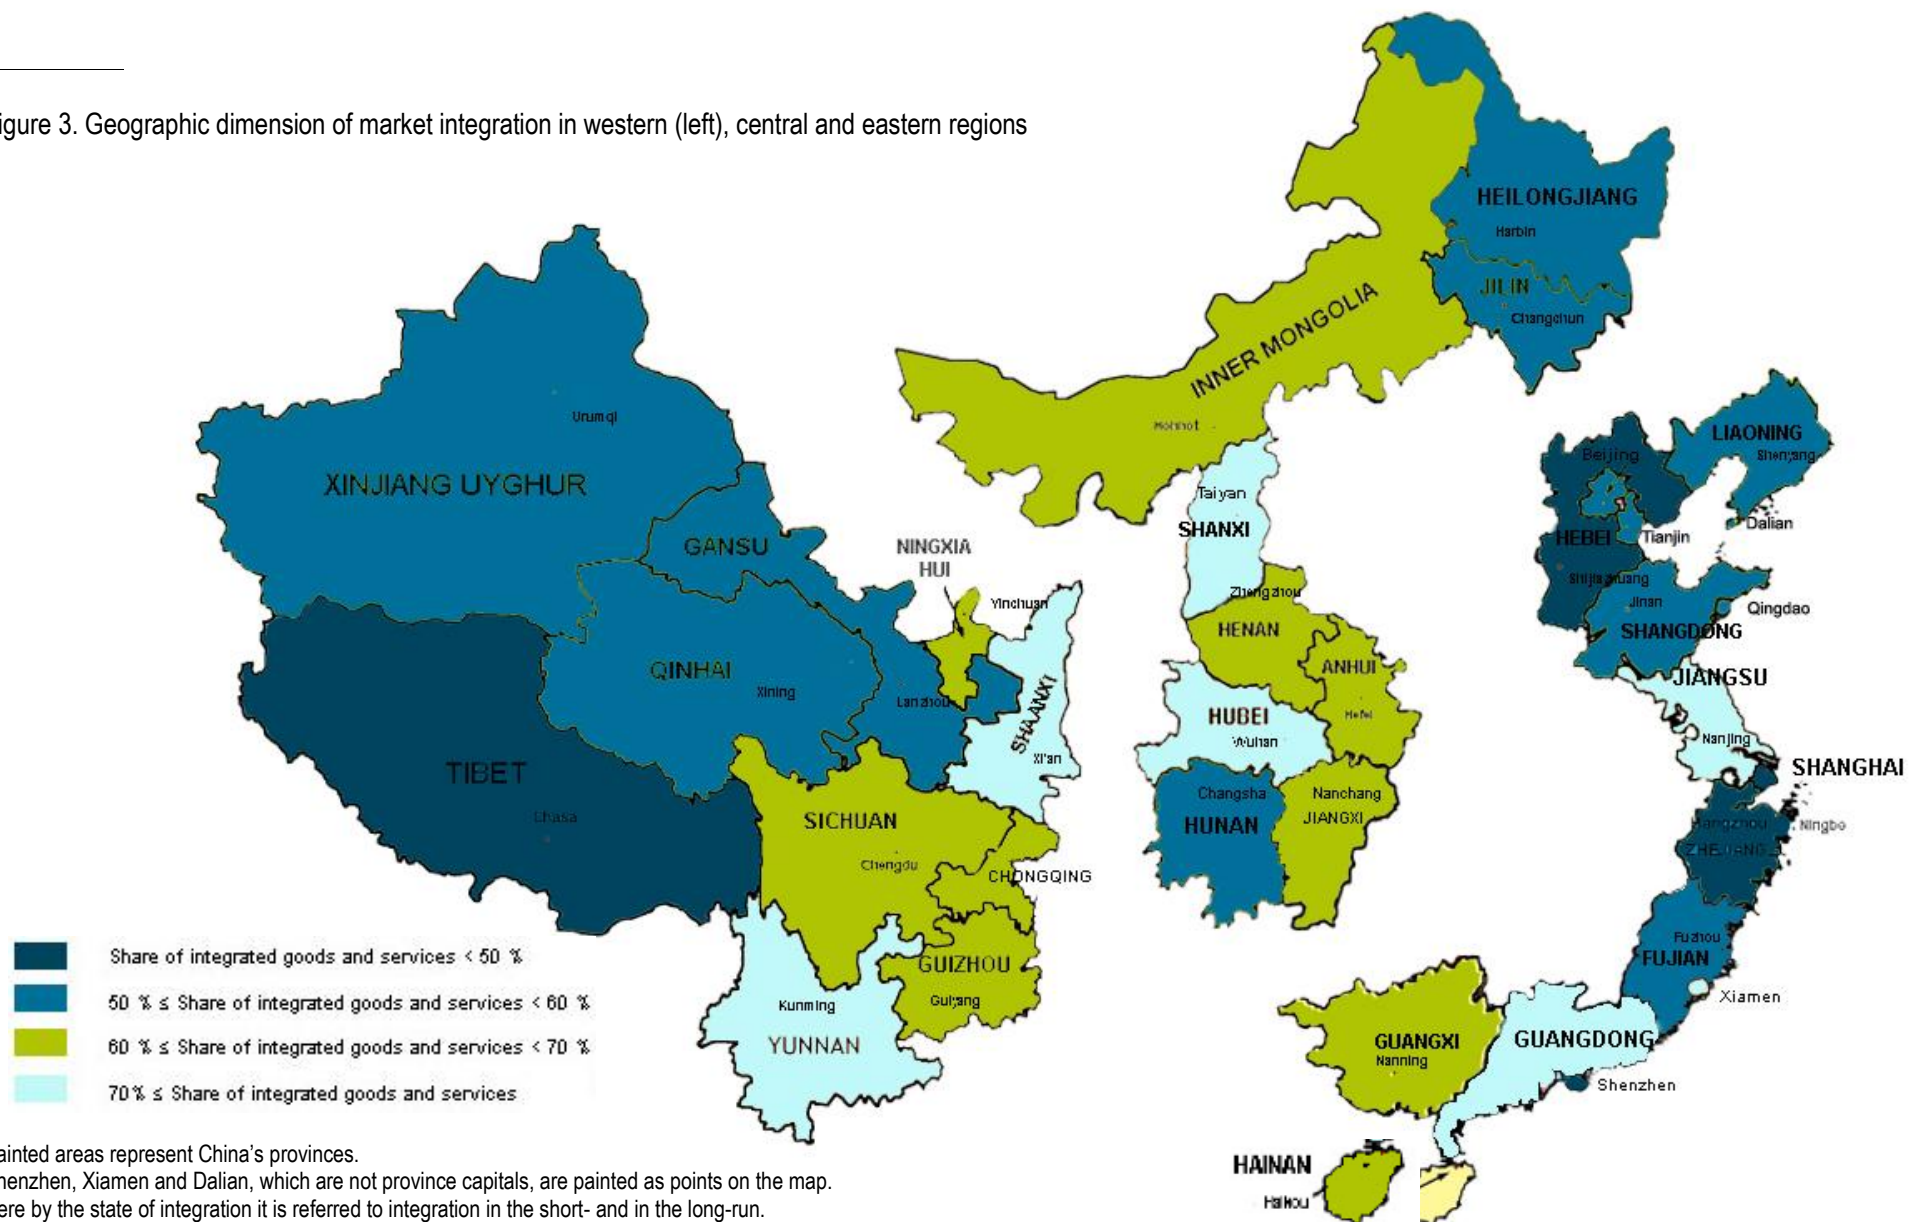 igure 3. Geographic dimension of market integration in western (left), central and eastern regions
HEILONGJIANG
Harbin
JILIN
Changchun
INNER MONGOLIA
Hohhot
Urumqi
XINJIANG UYGHUR
GANSU
NINGXIA
HUI
Yinchuan
QINHAI
Xining
Lanzhou
SHAANXI
Xi'an
TIBET
Lhasa
SICHUAN
Chengdu
CHONGQING
GUIZHOU
Guiyang
Kunming
YUNNAN
Taiyan
SHANXI
Zhengzhou
HENAN
ANHUI
Hefei
HUBEI
Wuhan
Changsha
HUNAN
Nanchang
JIANGXI
LIAONING
Shenyang
Dalian
Beijing
HEBEI
Tianjin
Shijiazhuang
Jinan
Qingdao
SHANGDONG
JIANGSU
Nanjing
SHANGHAI
Hangzhou
Ningbo
ZHEJIANG
Fuzhou
FUJIAN
Xiamen
GUANGXI
Nanning
GUANGDONG
Shenzhen
HAINAN
Haikou
Share of integrated goods and services < 50 %
50 % ≤ Share of integrated goods and services < 60 %
60 % ≤ Share of integrated goods and services < 70 %
70% ≤ Share of integrated goods and services
ainted areas represent China's provinces.
henzhen, Xiamen and Dalian, which are not province capitals, are painted as points on the map.
ere by the state of integration it is referred to integration in the short- and in the long-run.